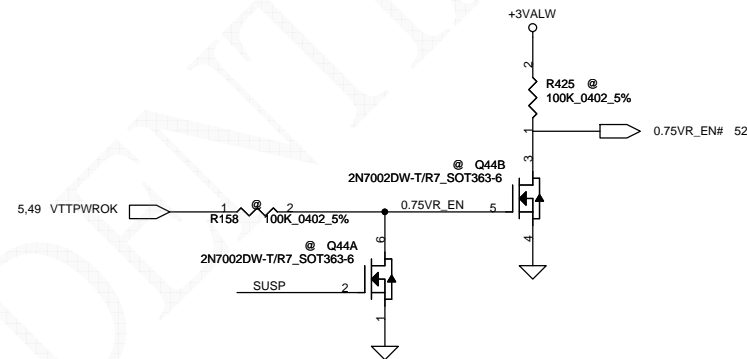 +3VALW
2
R425 @
100K_0402_5%
1
0.75VR_EN# 52
3
@ Q44B
2N7002DW-T/R7_SOT363-6
5,49 VTTPWROK
1 @ 2
R158 100K_0402_5%
0.75VR_EN
5
4
6
@ Q44A
2N7002DW-T/R7_SOT363-6
SUSP
2
1
DENTI